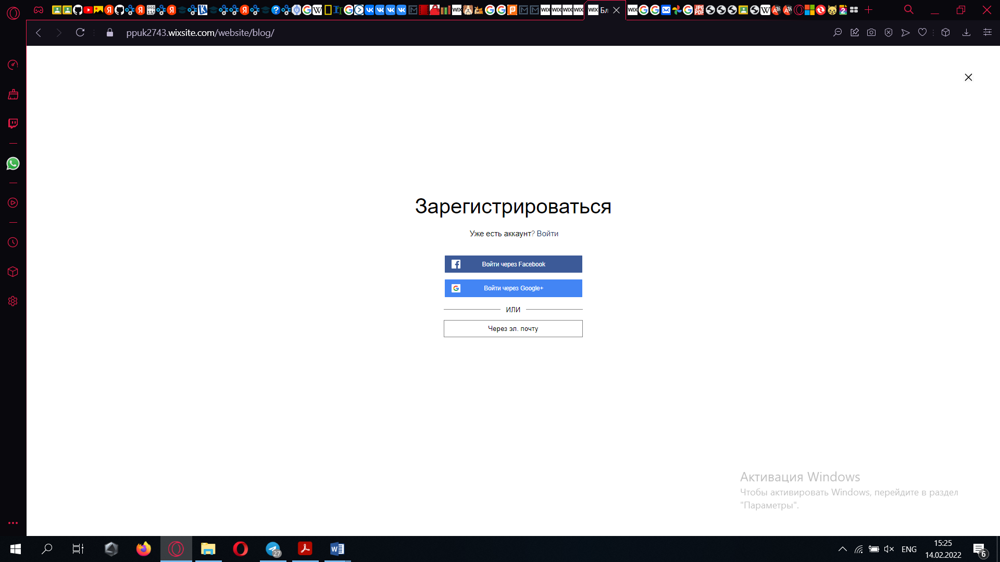 Бл
ppuk2743.wixsite.com/website/blog/
Зарегистрироваться
Уже есть аккаунт? Войти
Войти через Facebook
Войти через Google+
ИЛИ
Через эл. почту
Активация Windows
Чтобы активировать Windows, перейдите в раздел
"Параметры".
27
ENG
15:25
14.02.2022
6